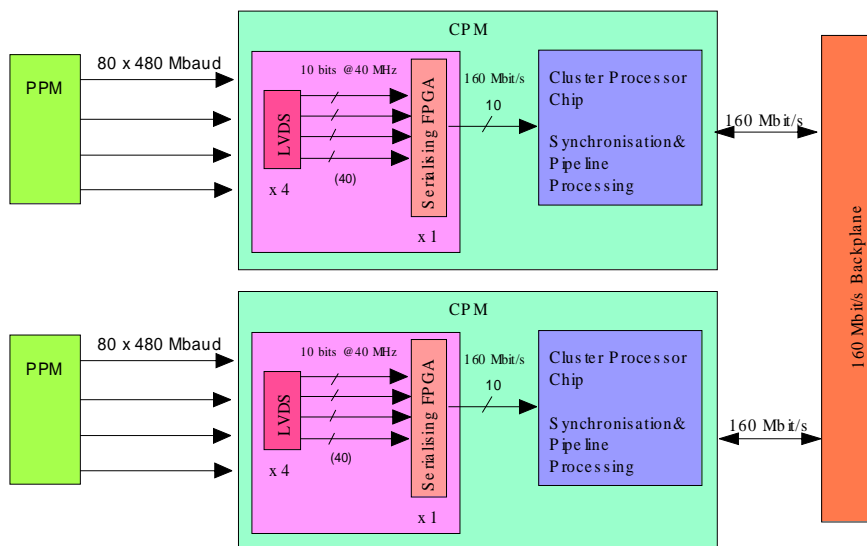 CPM
80 x 480 Mbaud
PPM
10 bits @40 MHz
160 Mbit/s
10
LVDS
Serialising FPGA
x 4
(40)
x 1
Cluster Processor
Chip
Synchronisation&
Pipeline
Processing
160 Mbit/s
CPM
80 x 480 Mbaud
PPM
10 bits @40 MHz
160 Mbit/s
10
LVDS
Serialising FPGA
x 4
(40)
x 1
Cluster Processor
Chip
Synchronisation&
Pipeline
Processing
160 Mbit/s
160 Mbit/s Backplane